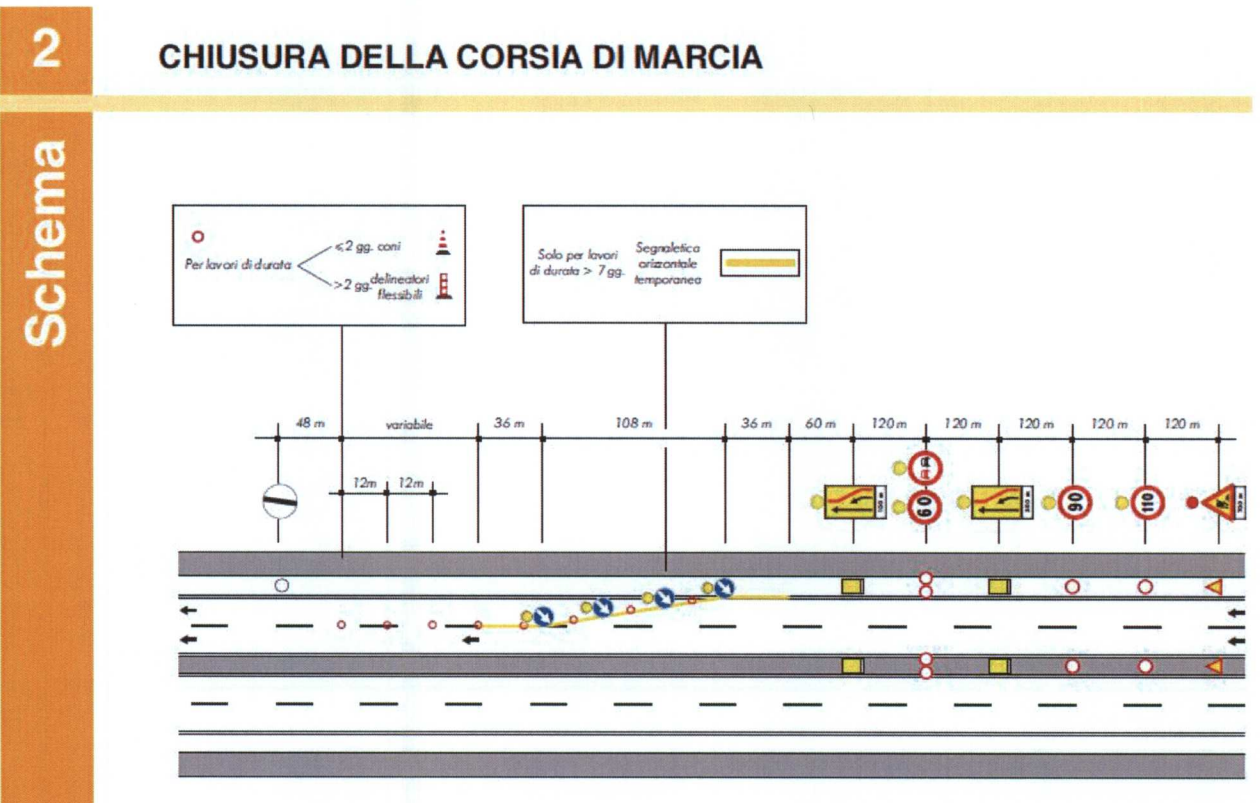 2
CHIUSURA DELLA CORSIA DI MARCIA
Schema
Per lavori di durata
⩽2 gg. coni
>2 gg. delineatori
flessibili
Solo per lavori
di durata > 7 gg.
Segnaletica
orizzontale
temporanea
48 m
variabile
36 m
108 m
36 m
60 m
120 m
120 m
120 m
120 m
120 m
12m
12m
60
90
110